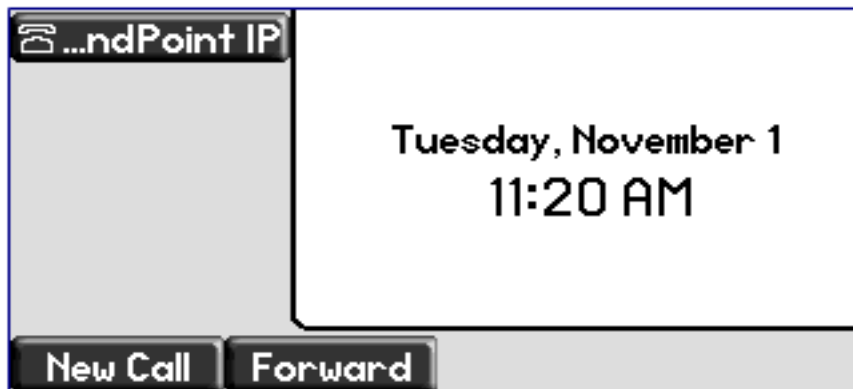 ...ndPoint IP
Tuesday, November 1
11:20 AM
New Call
Forward